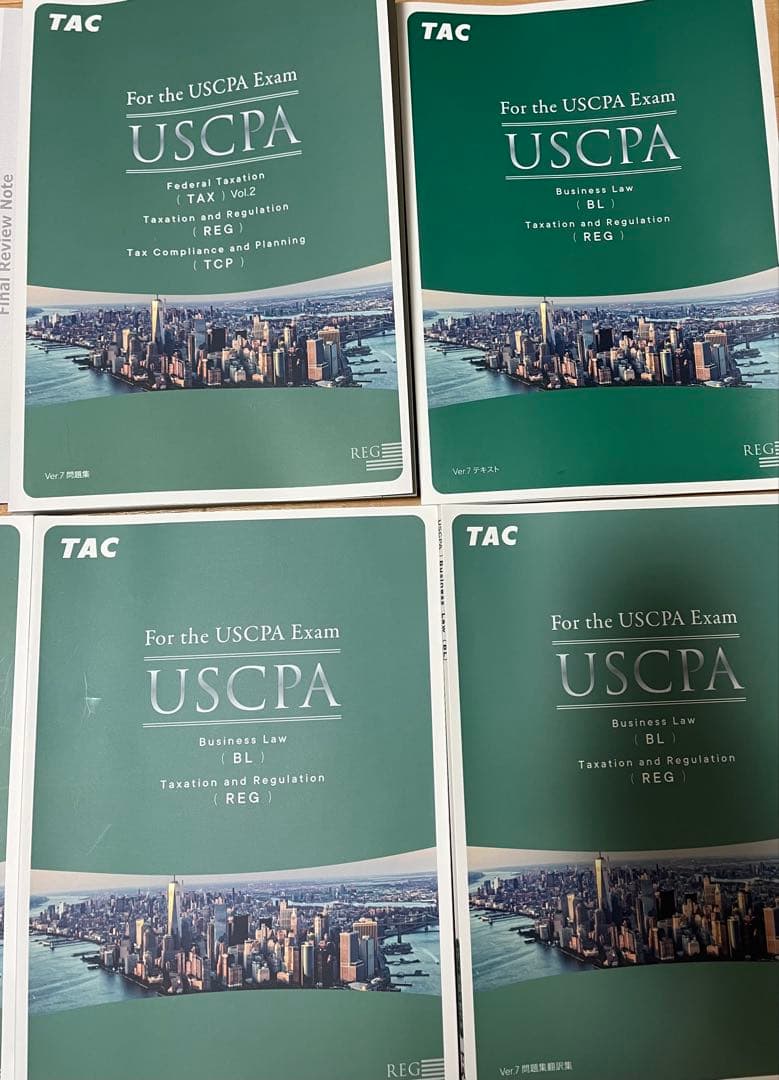 Final Review Note
TAC
For the USCPA Exam
USCPA
Federal Taxation
( TAX ) Vol.2
Taxation and Regulation
( REG )
Tax Compliance and Planning
( TCP )
Ver.7 問題集
REG
TAC
For the USCPA Exam
USCPA
Business Law
( BL )
Taxation and Regulation
( REG )
Ver.7 テキスト
REG
TAC
For the USCPA Exam
USCPA
Business Law
( BL )
Taxation and Regulation
( REG )
REG
USCPA | Business Law [BL]
TAC
For the USCPA Exam
USCPA
Business Law
( BL )
Taxation and Regulation
( REG )
Ver.7 問題集翻訳集